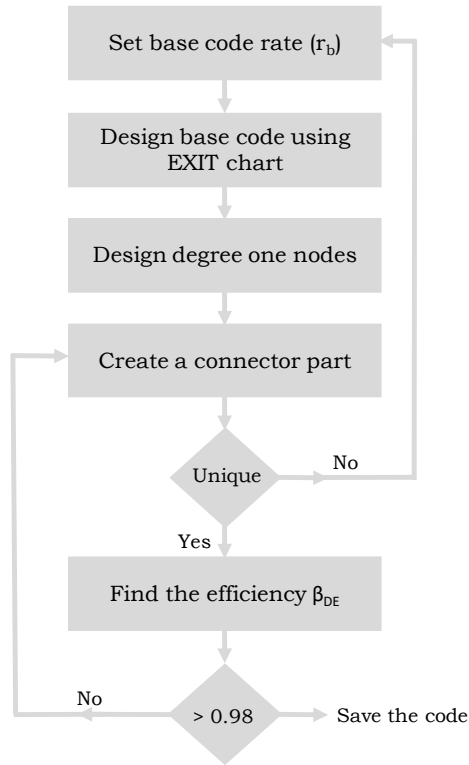 Set base code rate (r_b)
Design base code using
EXIT chart
Design degree one nodes
Create a connector part
Unique
No
Yes
Find the efficiency β_DE
No
> 0.98
Save the code